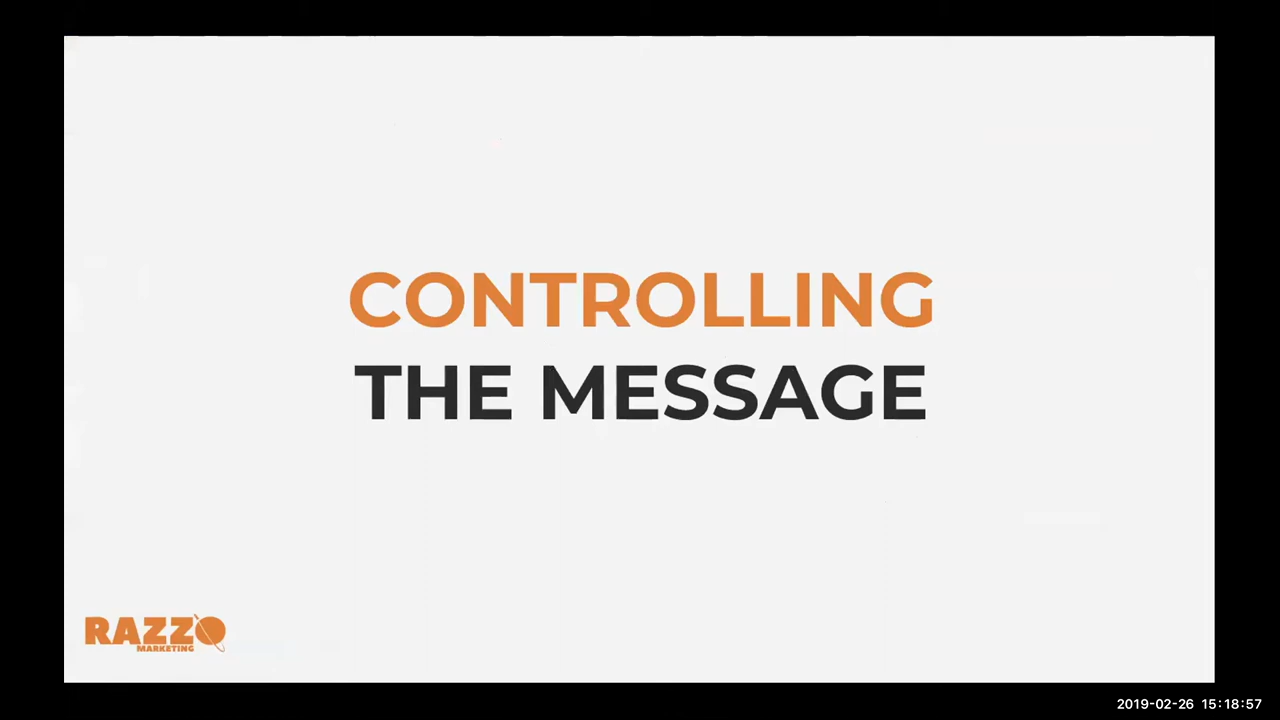 CONTROLLING
THE MESSAGE
RAZZO
MARKETING
2019-02-26 15:18:57